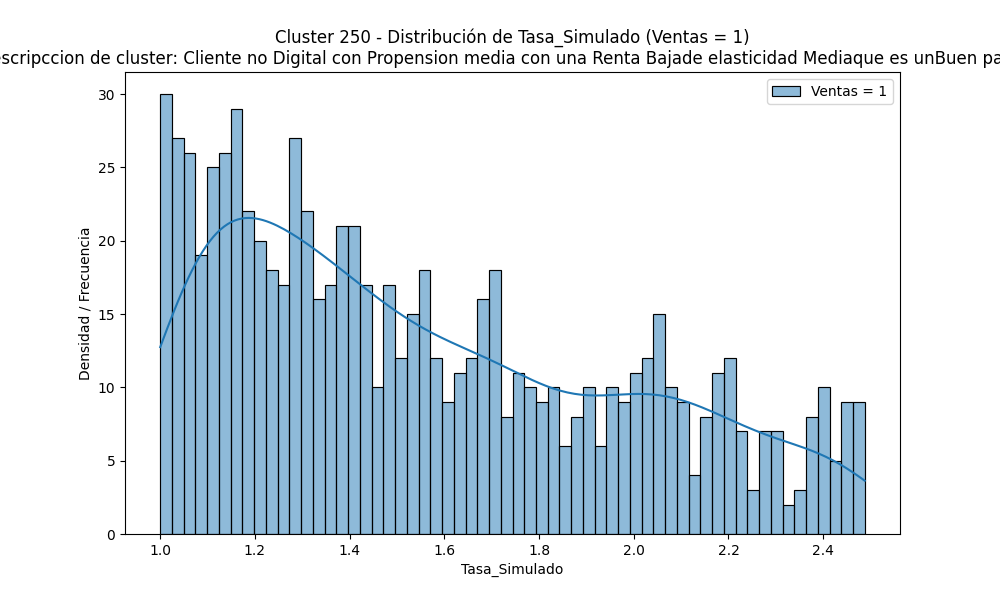 Cluster 250 - Distribución de Tasa_Simulado (Ventas = 1)
scripccion de cluster: Cliente no Digital con Propension media con una Renta Bajade elasticidad Mediaque es unBuen pa
Ventas = 1
Densidad / Frecuencia
30
25
20
15
10
5
0
1.0 1.2 1.4 1.6 1.8 2.0 2.2 2.4
Tasa_Simulado